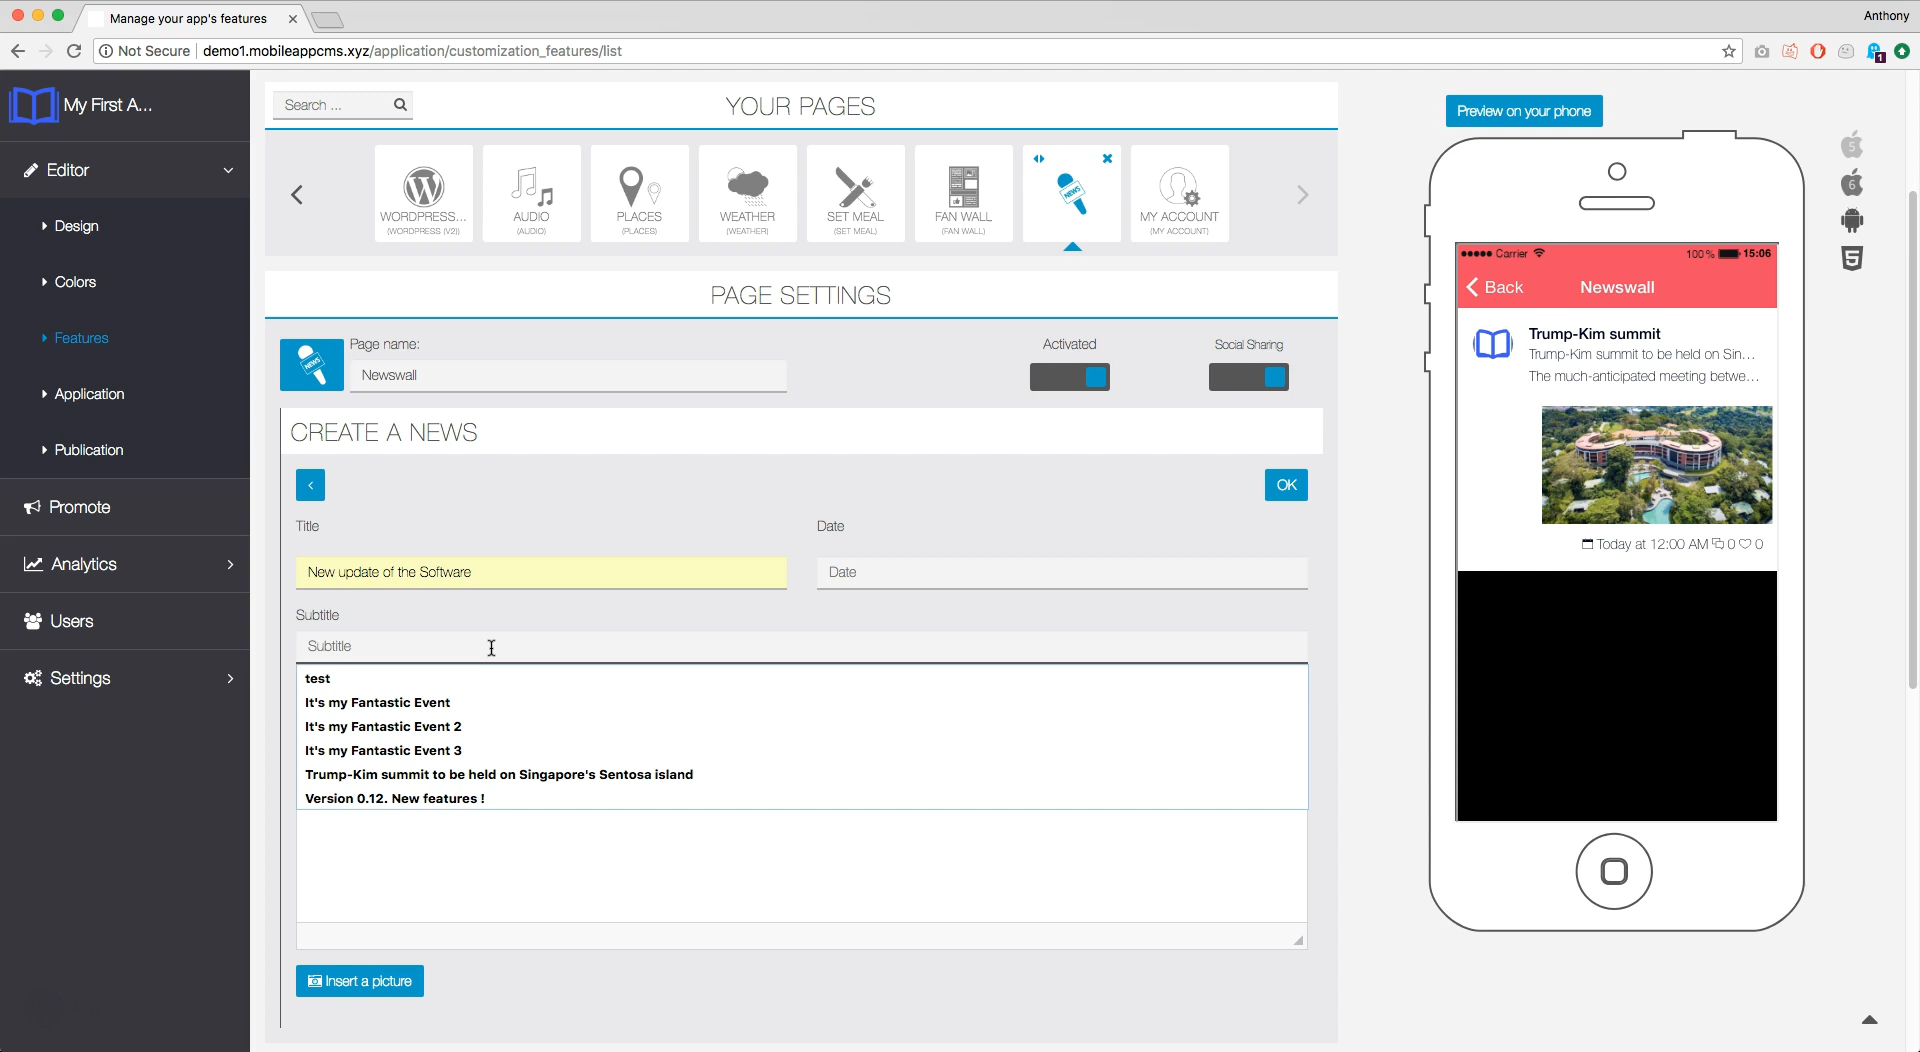 Manage your app's features
Anthony
Not Secure
demo1.mobileappcms.xyz/application/customization_features/list
1
My First A...
Editor
Design
Colors
Features
Application
Publication
Promote
Analytics
Users
Settings
Search ...
YOUR PAGES
WORDPRESS...
(WORDPRESS (V2))
AUDIO
(AUDIO)
PLACES
(PLACES)
WEATHER
(WEATHER)
SET MEAL
(SET MEAL)
FAN WALL
(FAN WALL)
NEWS
MY ACCOUNT
(MY ACCOUNT)
PAGE SETTINGS
NEWS
Page name:
Newswall
Activated
Social Sharing
CREATE A NEWS
<
OK
Title
Date
New update of the Software
Date
Subtitle
Subtitle
test
It's my Fantastic Event
It's my Fantastic Event 2
It's my Fantastic Event 3
Trump-Kim summit to be held on Singapore's Sentosa island
Version 0.12. New features !
Insert a picture
Preview on your phone
5
6
5
Carrier
100%
15:06
Back
Newswall
Trump-Kim summit
Trump-Kim summit to be held on Sin...
The much-anticipated meeting betwe...
Today at 12:00 AM 0 0